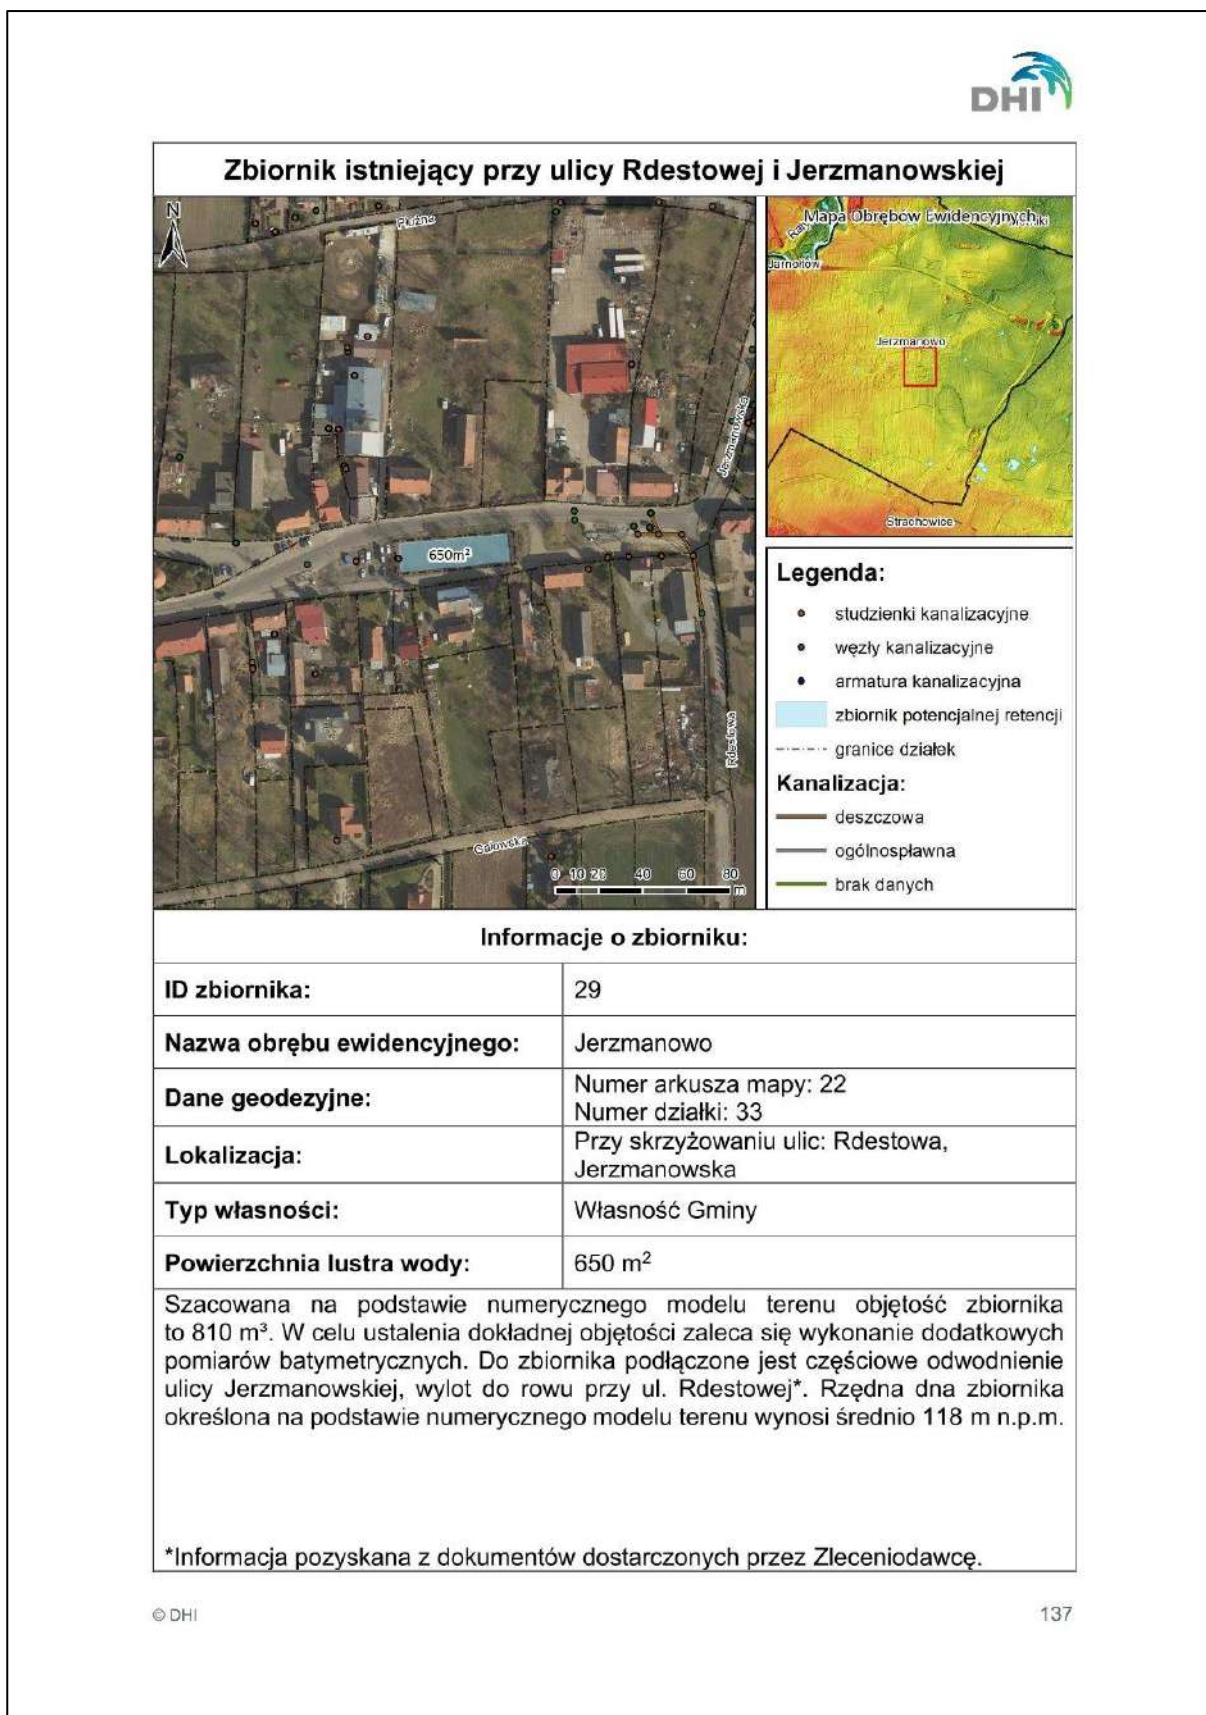 DHI
Zbiornik istniejący przy ulicy Rdestowej i Jerzmanowskiej
N
Płużna
Jerzmanowska
650m²
Rdestowa
Gałowska
0 10 20 40 60 80
m
Mapa Obrębów Ewidencyjnych
Jarnołtów
Jerzmanowo
Strachowice
Legenda:
studzienki kanalizacyjne
węzły kanalizacyjne
armatura kanalizacyjna
zbiornik potencjalnej retencji
granice działek
Kanalizacja:
deszczowa
ogólnospławna
brak danych
Informacje o zbiorniku:
ID zbiornika: 29
Nazwa obrębu ewidencyjnego: Jerzmanowo
Dane geodezyjne: Numer arkusza mapy: 22
Numer działki: 33
Lokalizacja: Przy skrzyżowaniu ulic: Rdestowa,
Jerzmanowska
Typ własności: Własność Gminy
Powierzchnia lustra wody: 650 m²
Szacowana na podstawie numerycznego modelu terenu objętość zbiornika
to 810 m³. W celu ustalenia dokładnej objętości zaleca się wykonanie dodatkowych
pomiarów batymetrycznych. Do zbiornika podłączone jest częściowe odwodnienie
ulicy Jerzmanowskiej, wylot do rowu przy ul. Rdestowej*. Rzędna dna zbiornika
określona na podstawie numerycznego modelu terenu wynosi średnio 118 m n.p.m.
*Informacja pozyskana z dokumentów dostarczonych przez Zleceniodawcę.
© DHI
137